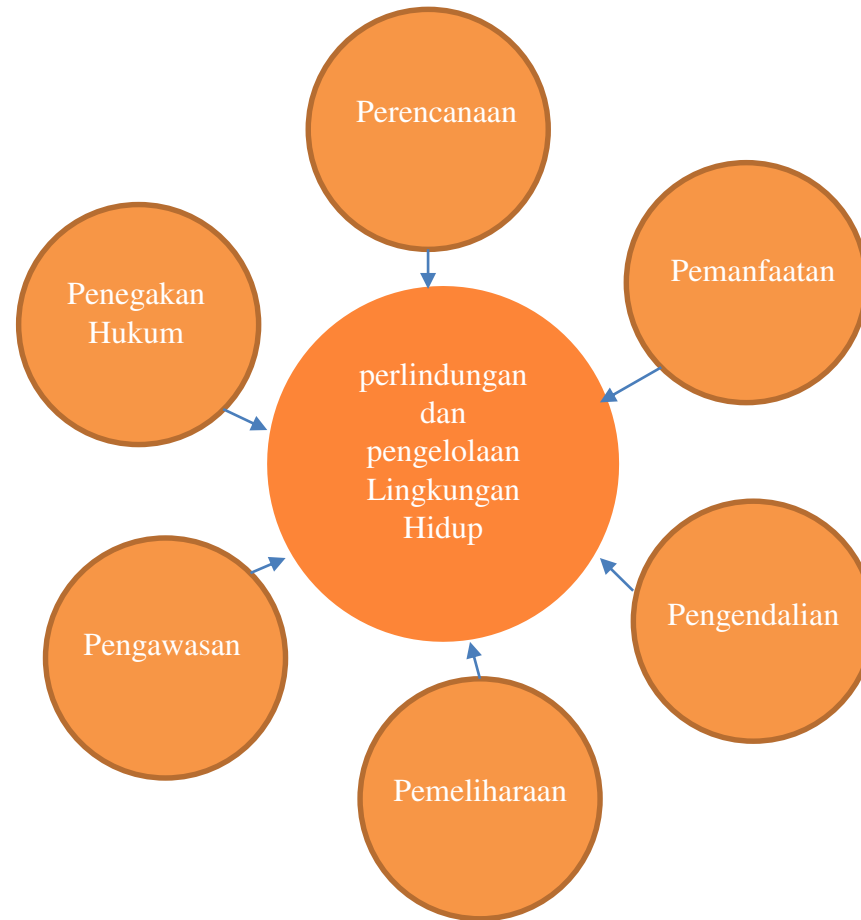 Perencanaan
Pemanfaatan
Penegakan
Hukum
perlindungan
dan
pengelolaan
Lingkungan
Hidup
Pengendalian
Pengawasan
Pemeliharaan